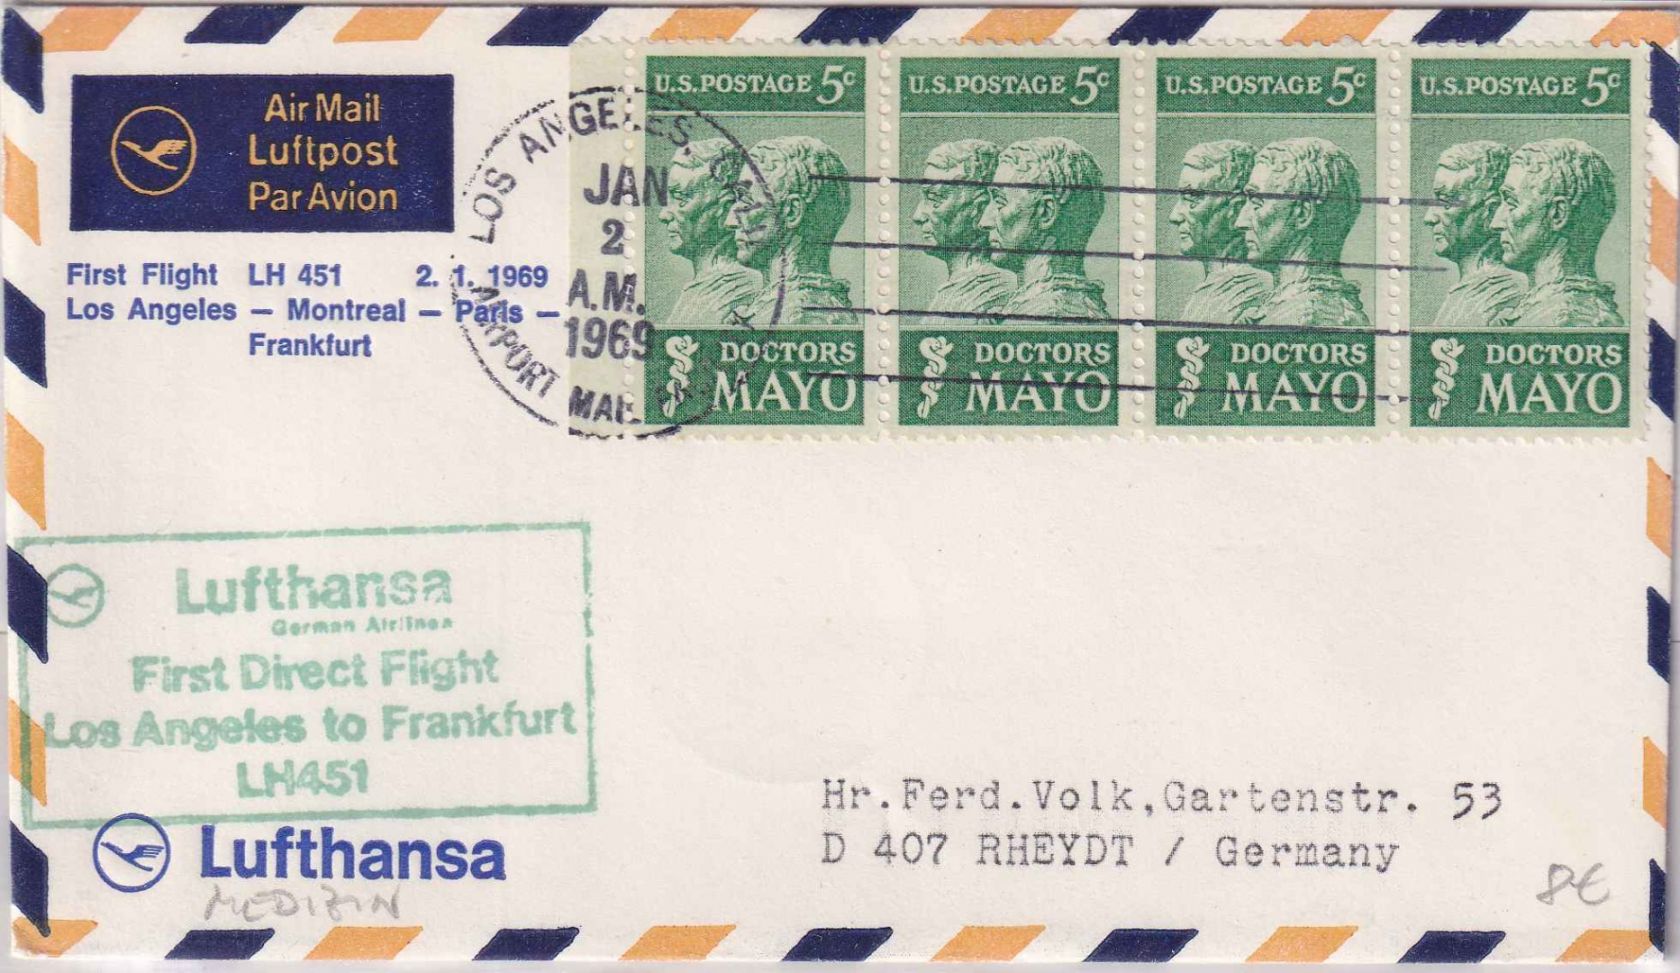 Air Mail
Luftpost
Par Avion
First Flight LH 451 2. 1. 1969
Los Angeles – Montreal – Paris –
Frankfurt
LOS ANGELES, CALIF
JAN
2
A.M.
1969
AIRPORT MAIL
U.S. POSTAGE 5c
DOCTORS
MAYO
U.S. POSTAGE 5c
DOCTORS
MAYO
U.S. POSTAGE 5c
DOCTORS
MAYO
U.S. POSTAGE 5c
DOCTORS
MAYO
Lufthansa
German Airlines
First Direct Flight
Los Angeles to Frankfurt
LH451
Lufthansa
MEDIZIN
Hr.Ferd.Volk,Gartenstr. 53
D 407 RHEYDT / Germany
8€